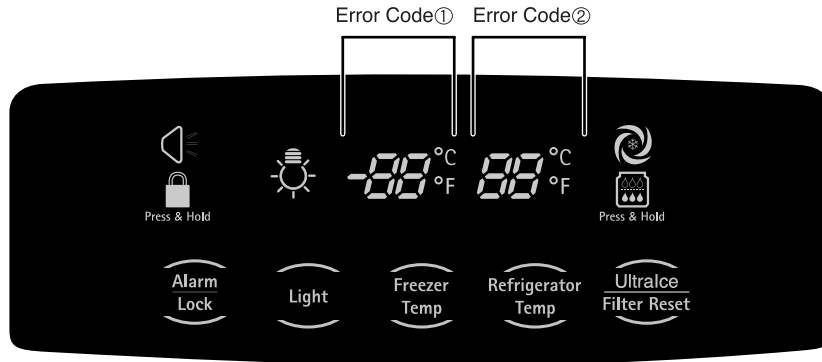 Error Code① Error Code②
-88 °C °F 88 °C °F
Press & Hold Press & Hold
Alarm
Lock
Light
Freezer
Temp
Refrigerator
Temp
UltraIce
Filter Reset